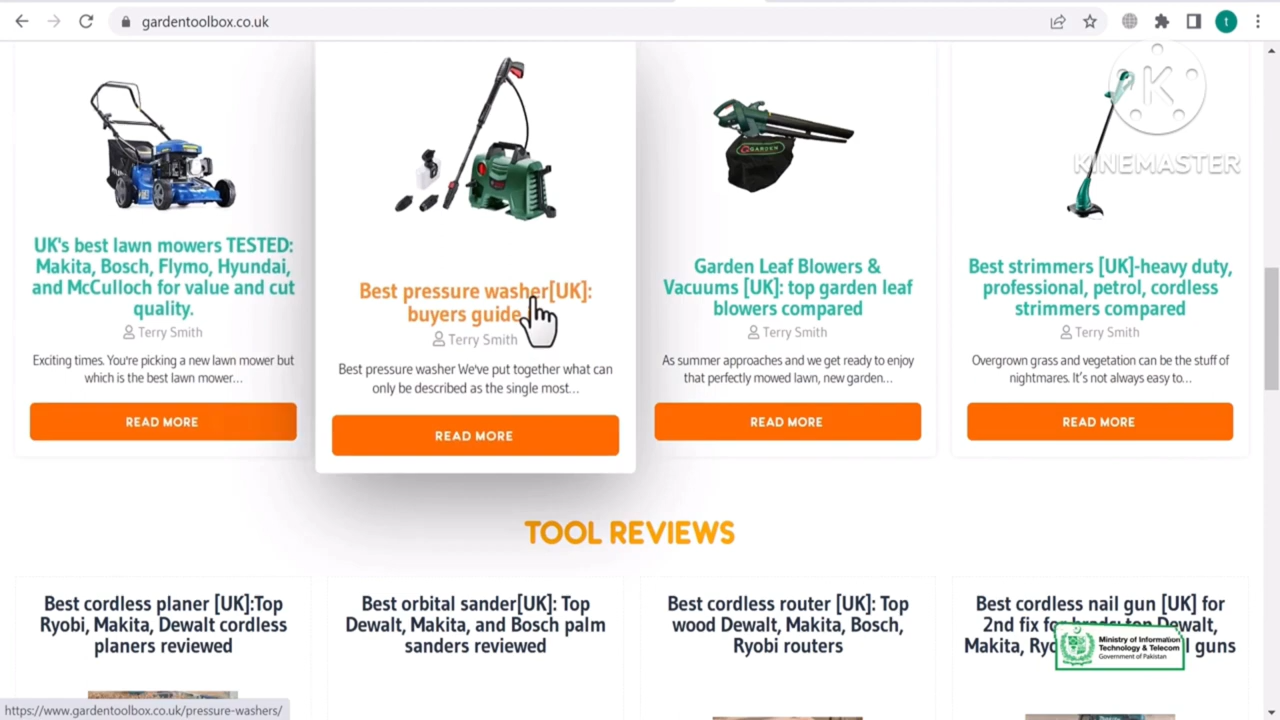 gardentoolbox.co.uk
t
K
KINEMASTER
GARDEN
UK's best lawn mowers TESTED:
Makita, Bosch, Flymo, Hyundai,
and McCulloch for value and cut
quality.
Terry Smith
Exciting times. You're picking a new lawn mower but
which is the best lawn mower...
READ MORE
Best pressure washer[UK]:
buyers guide
Terry Smith
Best pressure washer We've put together what can
only be described as the single most...
READ MORE
Garden Leaf Blowers &
Vacuums [UK]: top garden leaf
blowers compared
Terry Smith
As summer approaches and we get ready to enjoy
that perfectly mowed lawn, new garden...
READ MORE
Best strimmers [UK]-heavy duty,
professional, petrol, cordless
strimmers compared
Terry Smith
Overgrown grass and vegetation can be the stuff of
nightmares. It's not always easy to...
READ MORE
TOOL REVIEWS
Best cordless planer [UK]:Top
Ryobi, Makita, Dewalt cordless
planers reviewed
Best orbital sander[UK]: Top
Dewalt, Makita, and Bosch palm
sanders reviewed
Best cordless router [UK]: Top
wood Dewalt, Makita, Bosch,
Ryobi routers
Best cordless nail gun [UK] for
2nd fix
Makita, guns
Ministry of Information
Technology & Telecom
Government of Pakistan
https://www.gardentoolbox.co.uk/pressure-washers/